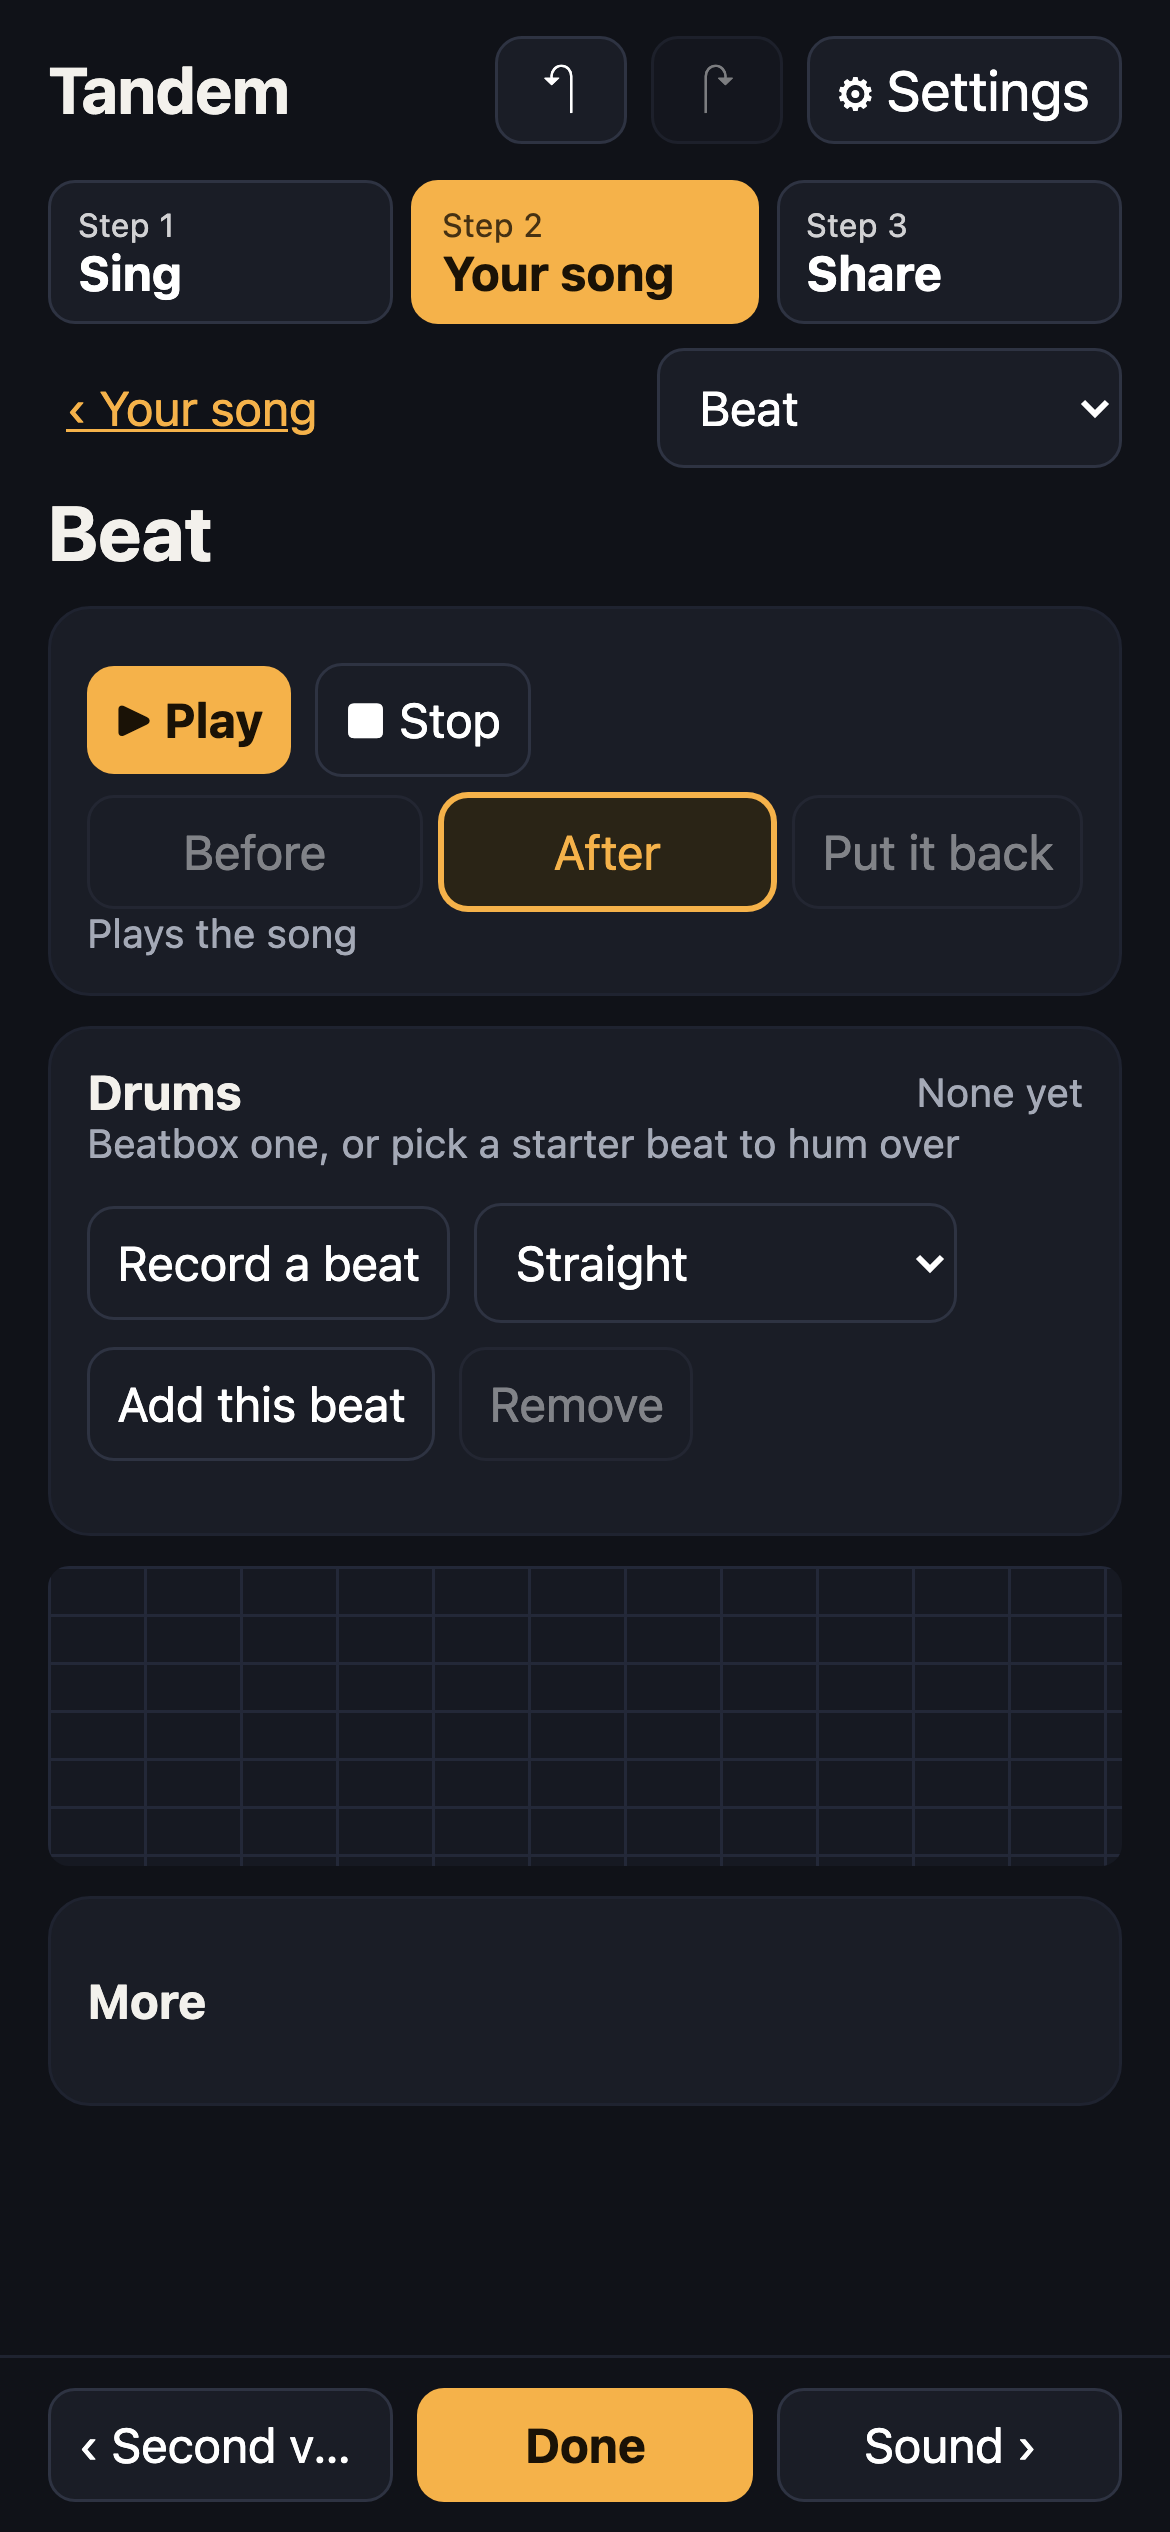 Tandem
⚙ Settings
Step 1
Sing
Step 2
Your song
Step 3
Share
‹ Your song
Beat
Beat
▶ Play
Stop
Before
After
Put it back
Plays the song
Drums
None yet
Beatbox one, or pick a starter beat to hum over
Record a beat
Straight
Add this beat
Remove
More
‹ Second v...
Done
Sound ›